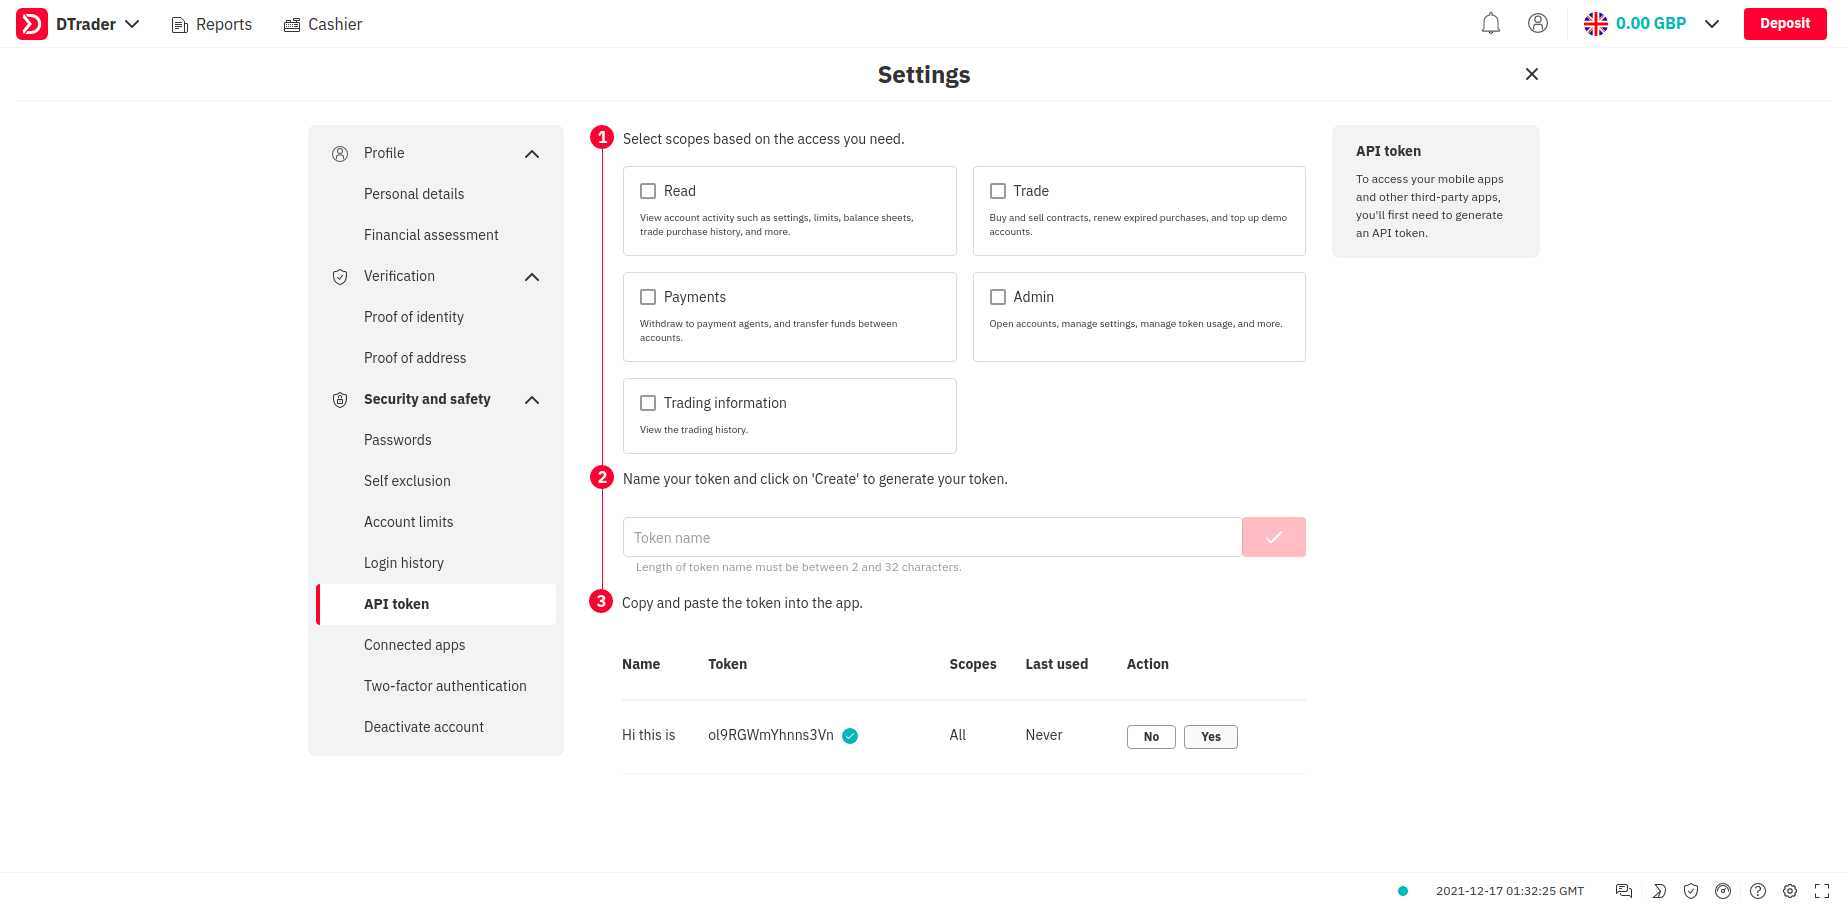 DTrader
Reports
Cashier
0.00 GBP
Deposit
Settings
Profile
Personal details
Financial assessment
Verification
Proof of identity
Proof of address
Security and safety
Passwords
Self exclusion
Account limits
Login history
API token
Connected apps
Two-factor authentication
Deactivate account
1
Select scopes based on the access you need.
Read
View account activity such as settings, limits, balance sheets,
trade purchase history, and more.
Trade
Buy and sell contracts, renew expired purchases, and top up demo
accounts.
Payments
Withdraw to payment agents, and transfer funds between
accounts.
Admin
Open accounts, manage settings, manage token usage, and more.
Trading information
View the trading history.
2
Name your token and click on 'Create' to generate your token.
Token name
Length of token name must be between 2 and 32 characters.
3
Copy and paste the token into the app.
Name Token Scopes Last used Action
Hi this is ol9RGWmYhnns3Vn All Never No Yes
API token
To access your mobile apps
and other third-party apps,
you'll first need to generate
an API token.
2021-12-17 01:32:25 GMT